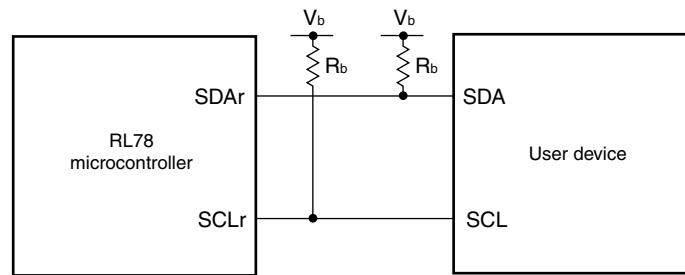 Vb Vb
Rb Rb
SDAr SDA
RL78
microcontroller
User device
SCLr SCL